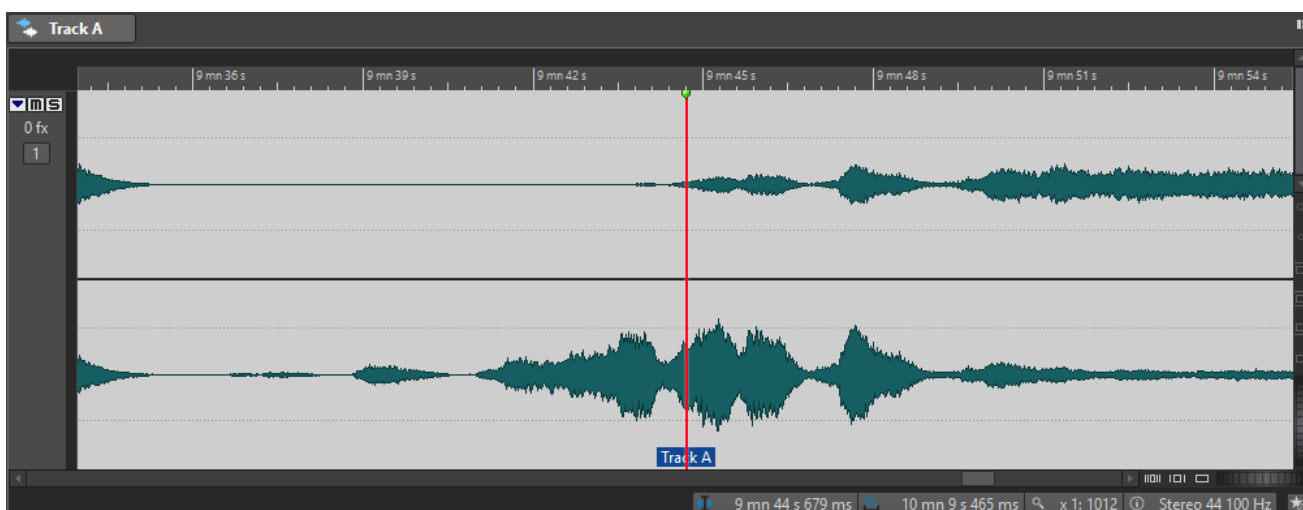 Track A
9 mn 36 s 9 mn 39 s 9 mn 42 s 9 mn 45 s 9 mn 48 s 9 mn 51 s 9 mn 54 s
m S
0 fx
1
Track A
9 mn 44 s 679 ms 10 mn 9 s 465 ms x 1: 1012 Stereo 44 100 Hz